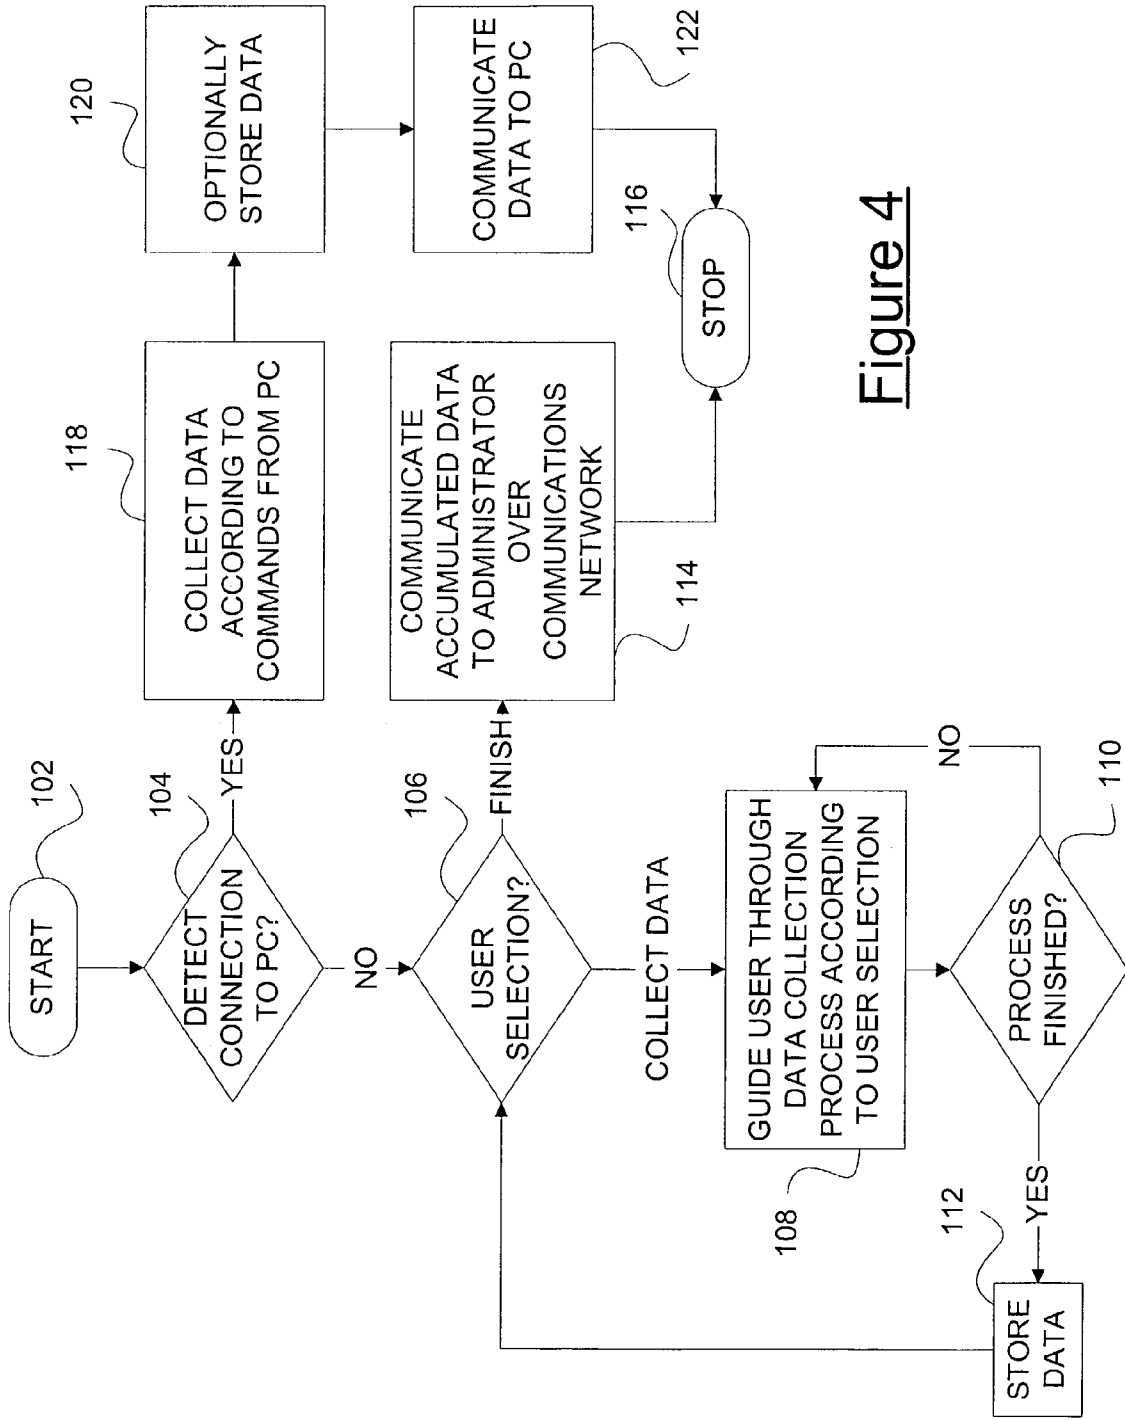 START
102
DETECT
CONNECTION
TO PC?
104
YES
COLLECT DATA
ACCORDING TO
COMMANDS FROM PC
118
OPTIONALLY
STORE DATA
120
NO
USER
SELECTION?
106
FINISH
COMMUNICATE
ACCUMULATED DATA
TO ADMINISTRATOR
OVER
COMMUNICATIONS
NETWORK
114
COMMUNICATE
DATA TO PC
122
STOP
116
COLLECT DATA
GUIDE USER THROUGH
DATA COLLECTION
PROCESS ACCORDING
TO USER SELECTION
108
NO
PROCESS
FINISHED?
110
YES
STORE
DATA
112
Figure 4